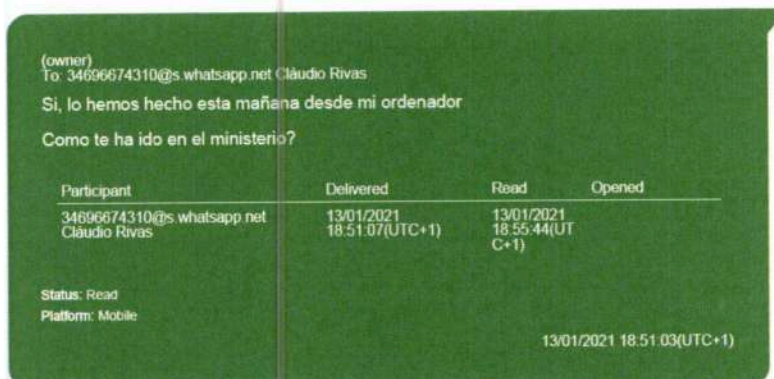 (owner)
To: 34696674310@s.whatsapp.net Cláudio Rivas
Si, lo hemos hecho esta mañana desde mi ordenador
Como te ha ido en el ministerio?
Participant Delivered Read Opened
34696674310@s.whatsapp.net 13/01/2021 13/01/2021
Cláudio Rivas 18:51:07(UTC+1) 18:55:44(UT
C+1)
Status: Read
Platform: Mobile
13/01/2021 18:51:03(UTC+1)